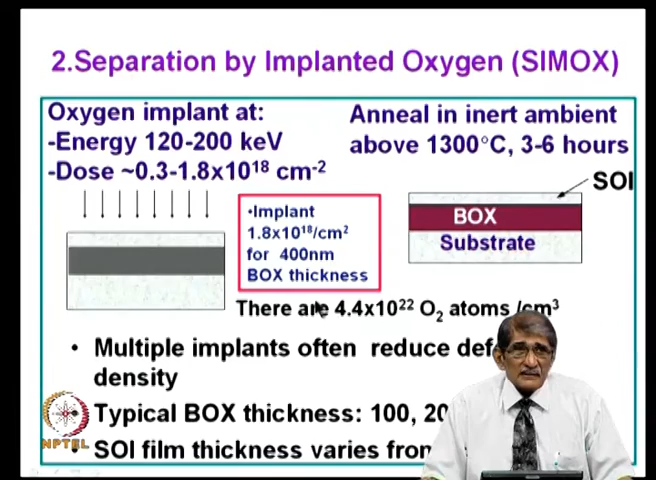 2.Separation by Implanted Oxygen (SIMOX)
Oxygen implant at:
-Energy 120-200 keV
-Dose ~0.3-1.8x10¹⁸ cm⁻²
Anneal in inert ambient
above 1300°C, 3-6 hours
SOI
•Implant
1.8x10¹⁸/cm²
for 400nm
BOX thickness
BOX
Substrate
There are 4.4x10²² O₂ atoms /cm³
• Multiple implants often reduce
density
Typical BOX thickness: 100,
• SOI film thickness varies from
NPTEL